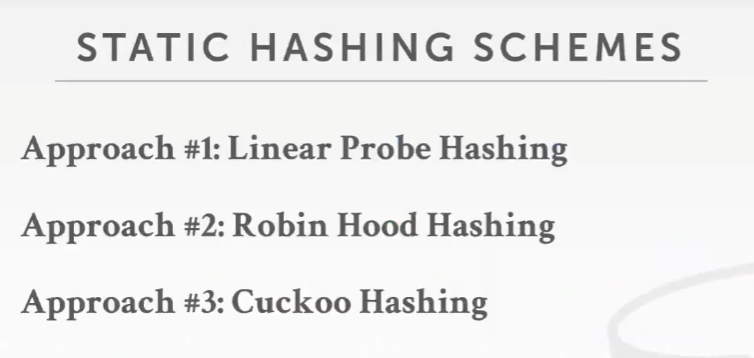 STATIC HASHING SCHEMES
Approach #1: Linear Probe Hashing
Approach #2: Robin Hood Hashing
Approach #3: Cuckoo Hashing